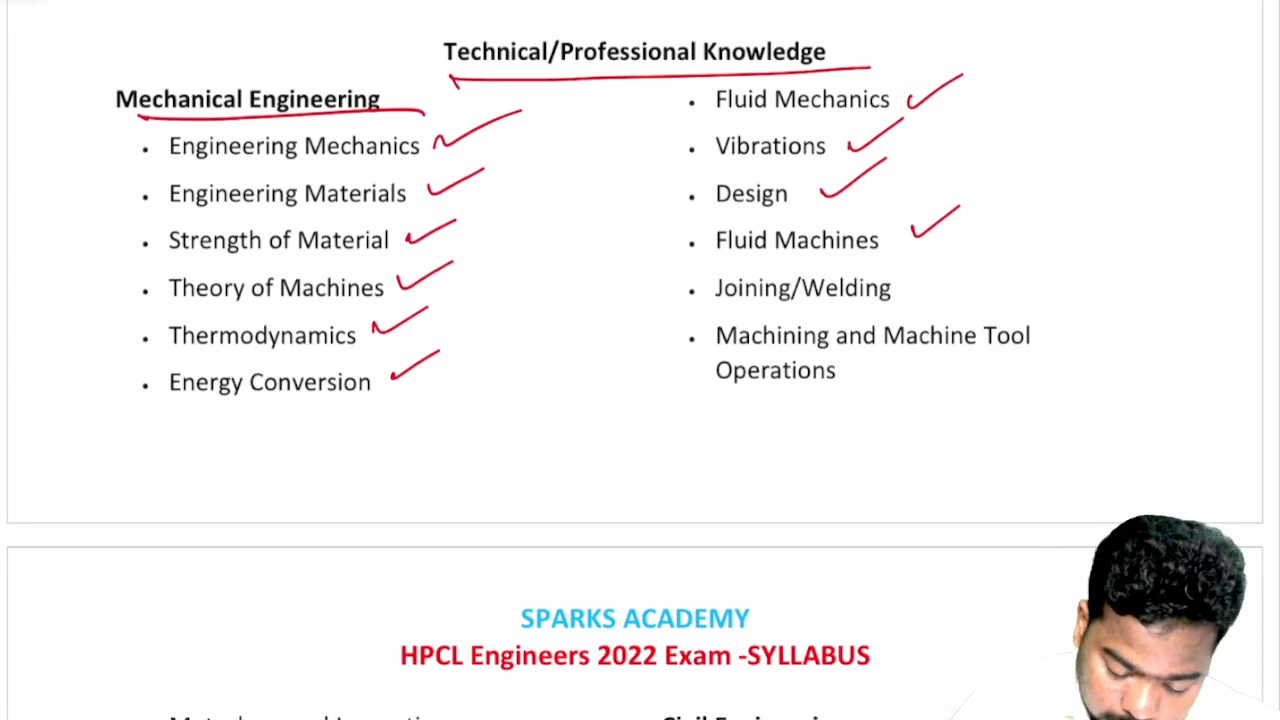 Technical/Professional Knowledge
Mechanical Engineering
Engineering Mechanics
Engineering Materials
Strength of Material
Theory of Machines
Thermodynamics
Energy Conversion
Fluid Mechanics
Vibrations
Design
Fluid Machines
Joining/Welding
Machining and Machine Tool
Operations
SPARKS ACADEMY
HPCL Engineers 2022 Exam -SYLLABUS